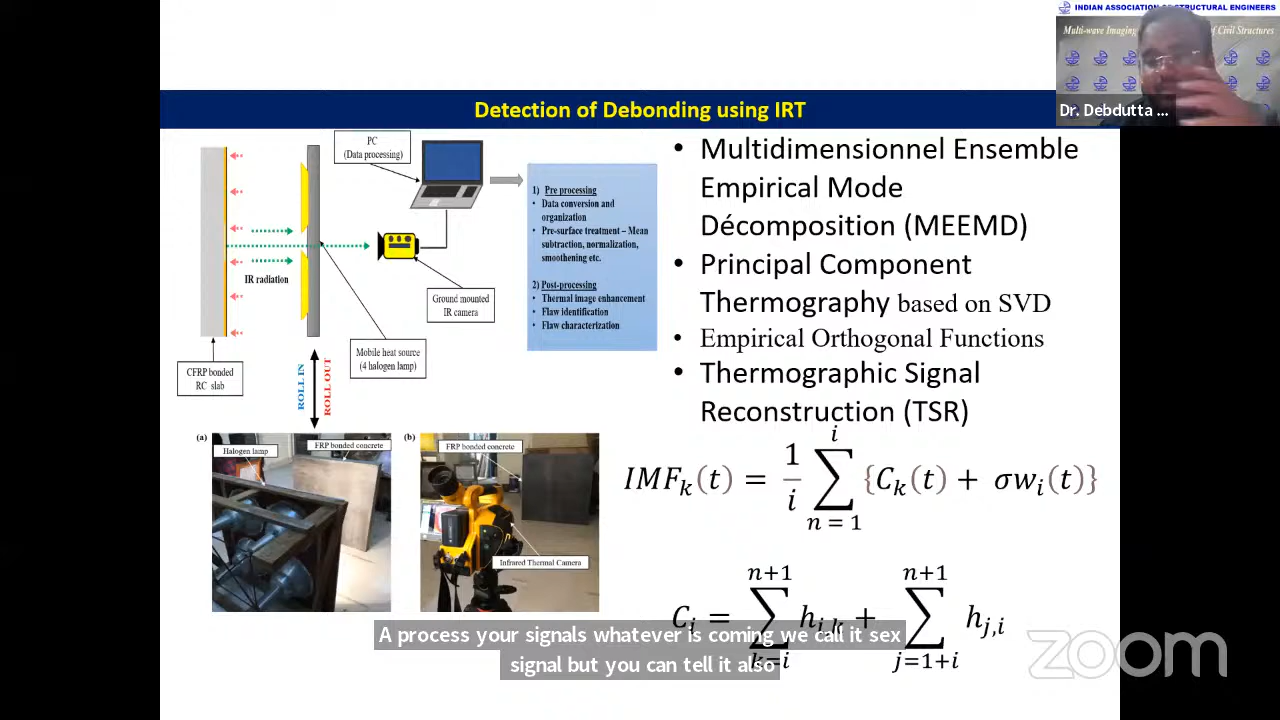 INDIAN ASSOCIATION OF STRUCTURAL ENGINEERS
Multi-wave Imaging of Civil Structures
Dr. Debdutta ...
Detection of Debonding using IRT
PC
(Data processing)
IR radiation
Ground mounted
IR camera
Mobile heat source
(4 halogen lamp)
CFRP bonded
RC slab
ROLL IN
ROLL OUT
1) Pre processing
• Data conversion and
organization
• Pre-surface treatment – Mean
subtraction, normalization,
smoothening etc.
2) Post-processing
• Thermal image enhancement
• Flaw identification
• Flaw characterization
(a)
Halogen lamp
FRP bonded concrete
(b)
FRP bonded concrete
Infrared Thermal Camera
• Multidimensionnel Ensemble
Empirical Mode
Décomposition (MEEMD)
• Principal Component
Thermography based on SVD
• Empirical Orthogonal Functions
• Thermographic Signal
Reconstruction (TSR)
IMF_k(t) = 1/i ∑_{n = 1}^{i} {C_k(t) + σw_i(t)}
C_i = ∑_{k=i}^{n+1} h_{i,k} + ∑_{j=1+i}^{n+1} h_{j,i}
A process your signals whatever is coming we call it sex
signal but you can tell it also
zoom